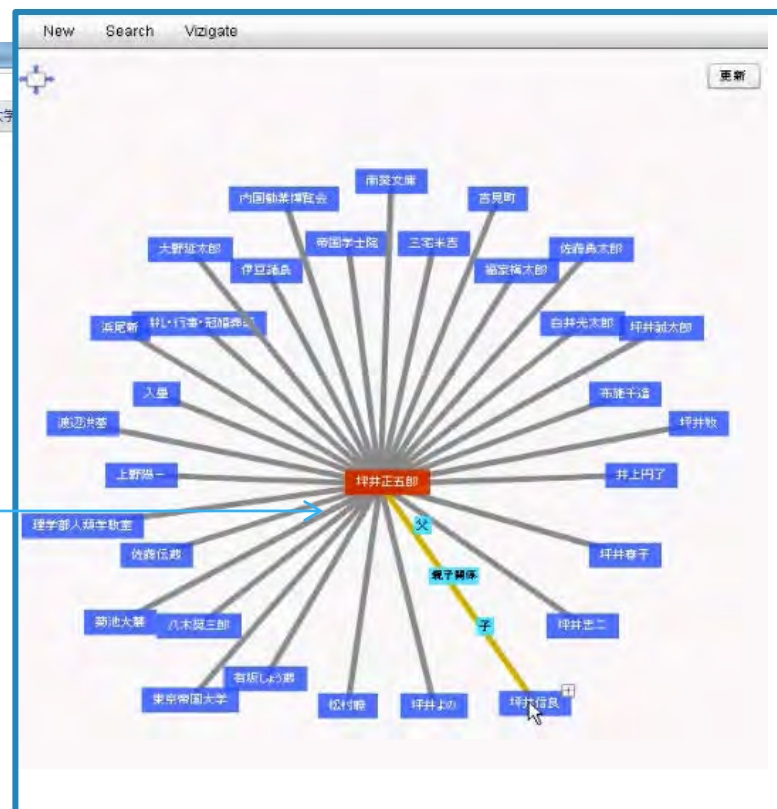 New Search Vizigate
更新
南葵文庫
内国勧業博覧会
吉見町
大野延太郎
帝国学士院
三宅米吉
佐藤勇太郎
伊豆諸島
福家梅太郎
浜尾新
白井光太郎
坪井誠太郎
入墨
布施千造
渡辺洪基
坪井牧
上野陽一
坪井正五郎
井上円了
理学部人類学教室
父
佐藤伝蔵
坪井春子
親子関係
菊池大麓
八木奘三郎
子
坪井忠二
有坂しょう蔵
東京帝国大学
松村瞭
坪井よの
坪井信良